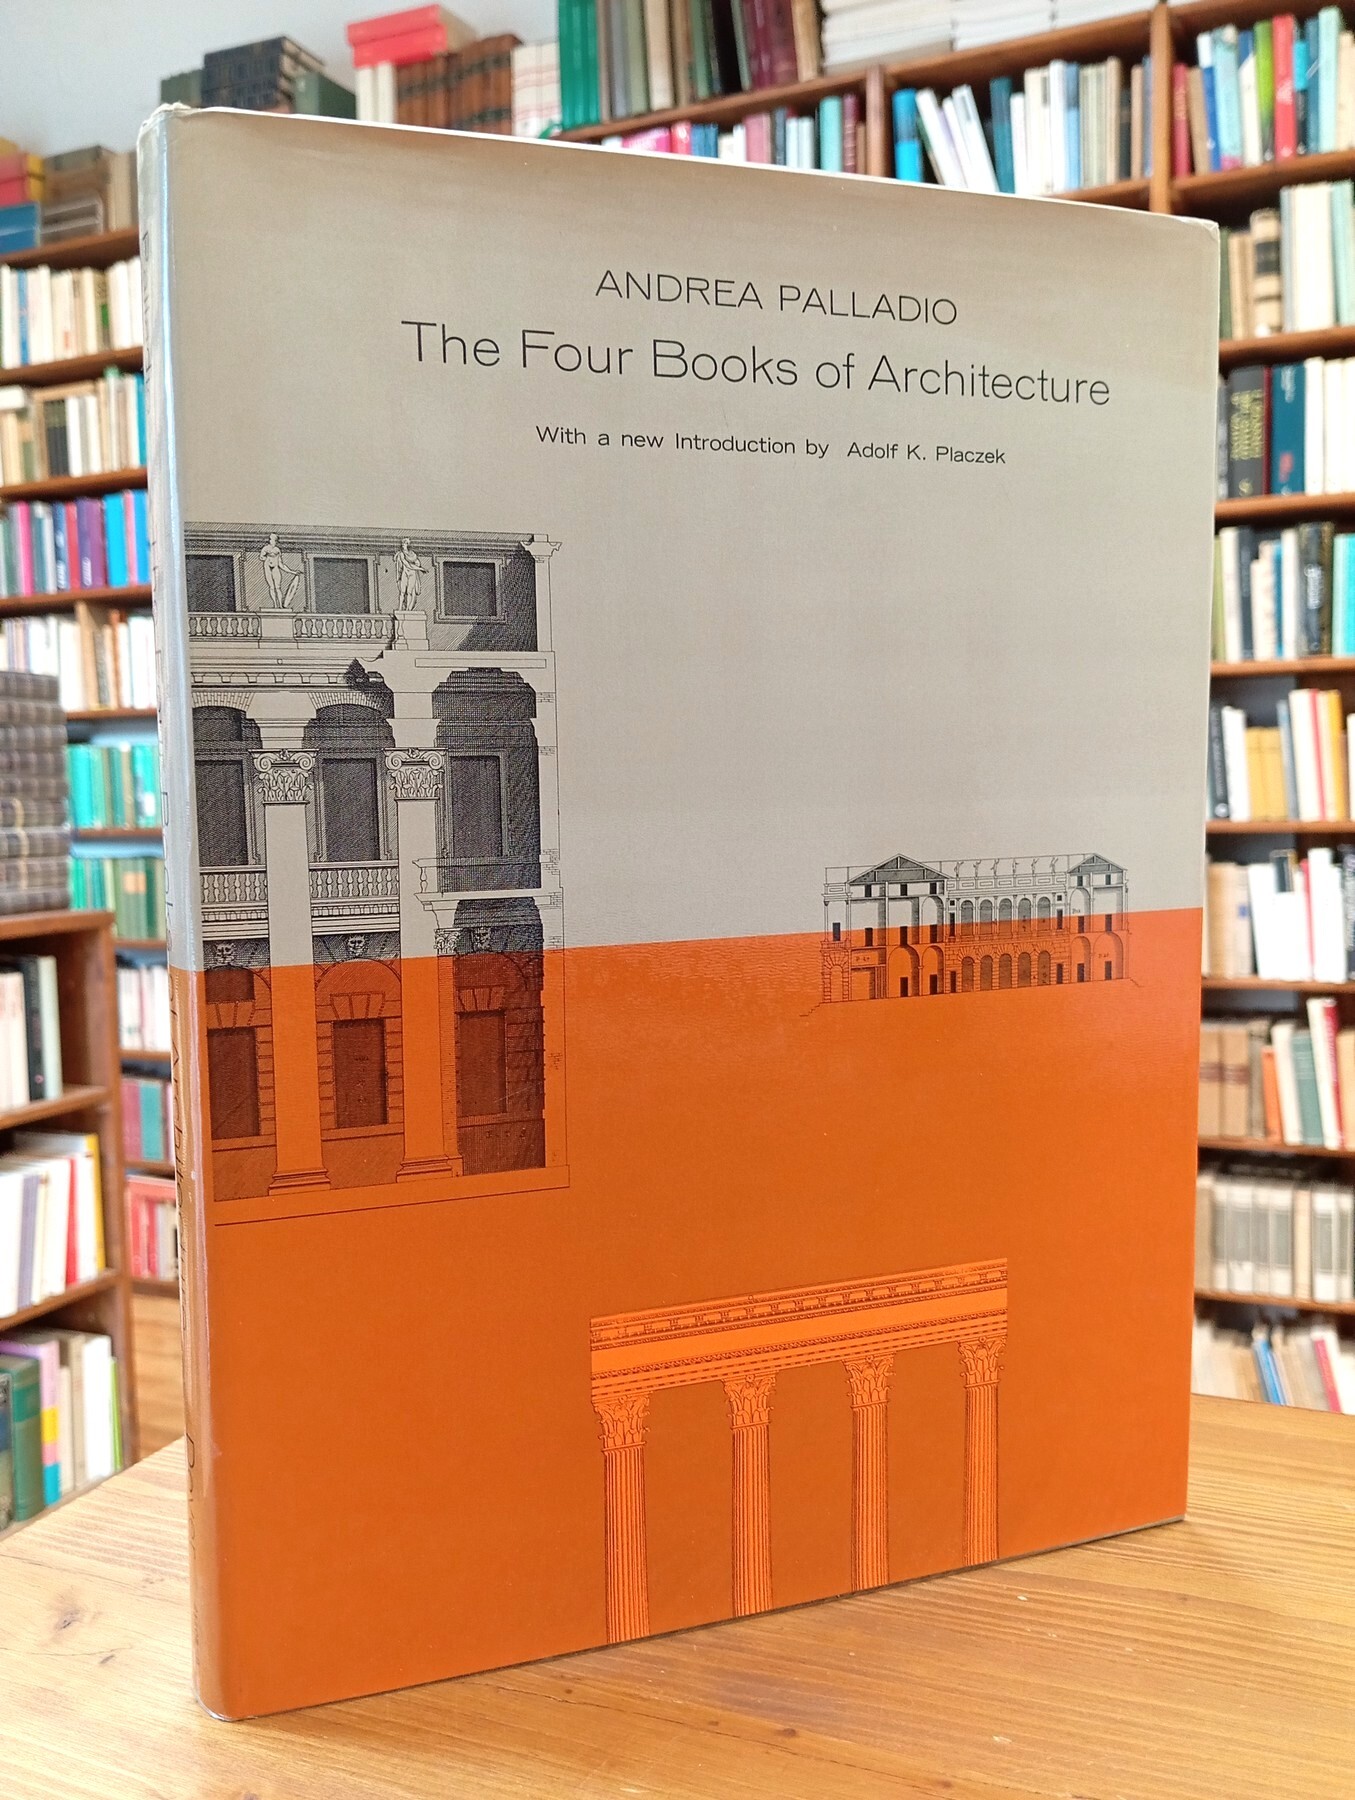 ANDREA PALLADIO
The Four Books of Architecture
With a new Introduction by Adolf K. Placzek